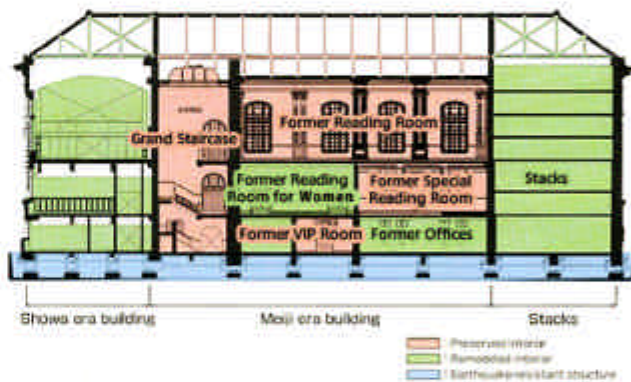 Former Reading Room
Grand Staircase
Former Reading
Room for Women
Former Special
Reading Room
Stacks
Former VIP Room
Former Offices
Showa era building
Meiji era building
Stacks
Preserved interior
Remodeled interior
Earthquake-resistant structure